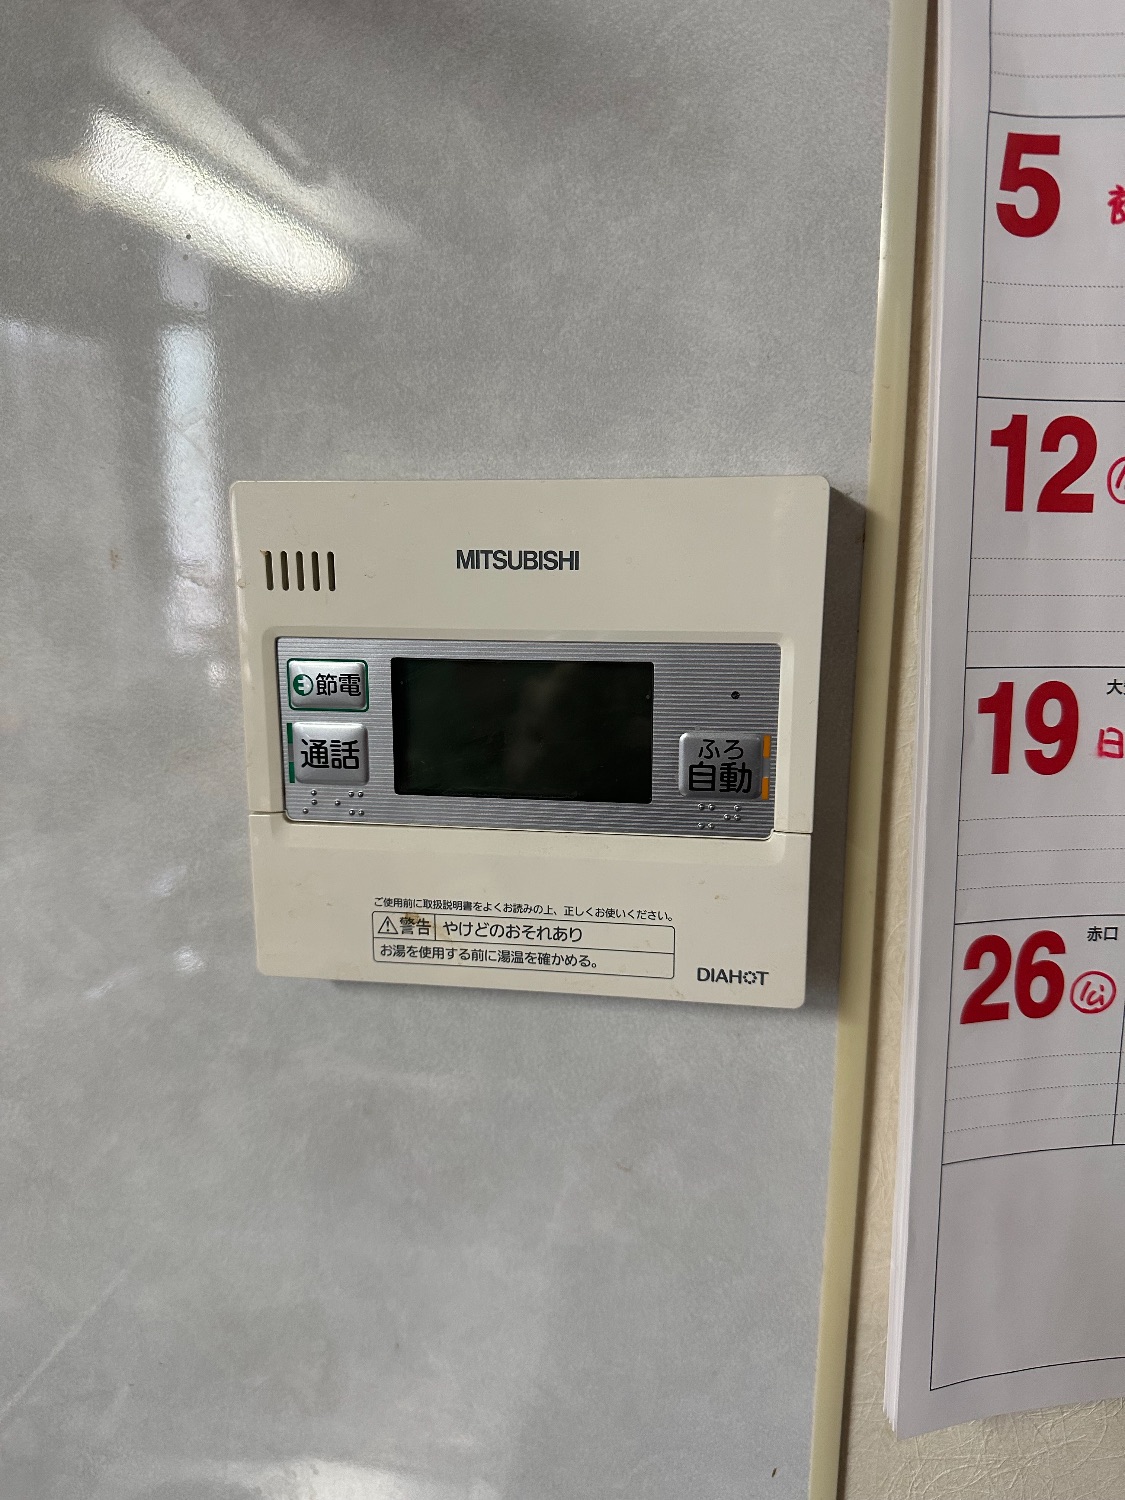 MITSUBISHI
節電
通話
ふろ
自動
ご使用前に取扱説明書をよくお読みの上、正しくお使いください。
警告 やけどのおそれあり
お湯を使用する前に湯温を確かめる。
DIAHOT
5
12
19
日
26 赤口